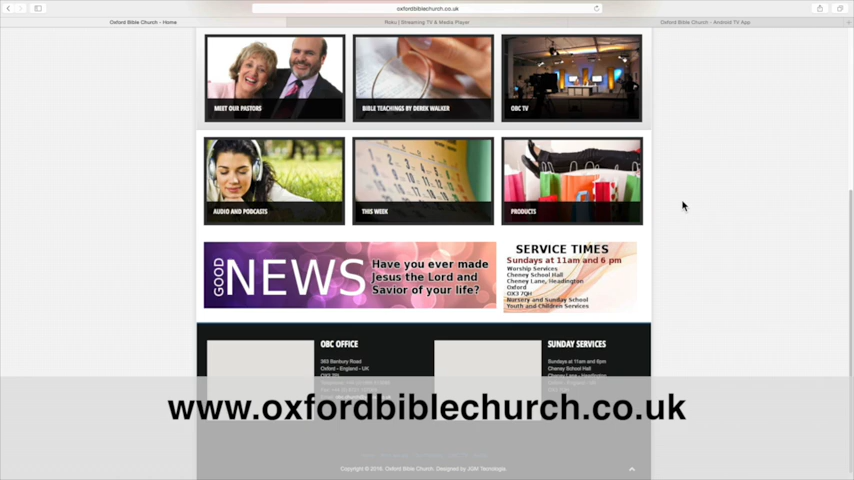 oxfordbiblechurch.co.uk
Oxford Bible Church - Home
Roku | Streaming TV & Media Player
Oxford Bible Church - Android TV App
MEET OUR PASTORS
BIBLE TEACHINGS BY DEREK WALKER
OBC TV
AUDIO AND PODCASTS
THIS WEEK
PRODUCTS
GOOD NEWS
Have you ever made
Jesus the Lord and
Savior of your life?
SERVICE TIMES
Sundays at 11am and 6 pm
Worship Services
Cheney School Hall
Cheney Lane, Headington
Oxford
OX3 7QH
Nursery and Sunday School
Youth and Children Services
OBC OFFICE
363 Banbury Road
Oxford - England - UK
SUNDAY SERVICES
Sundays at 11am and 6pm
Cheney School Hall
Cheney Lane - Headington
www.oxfordbiblechurch.co.uk
Copyright © 2016. Oxford Bible Church. Designed by JGM Tecnologia.